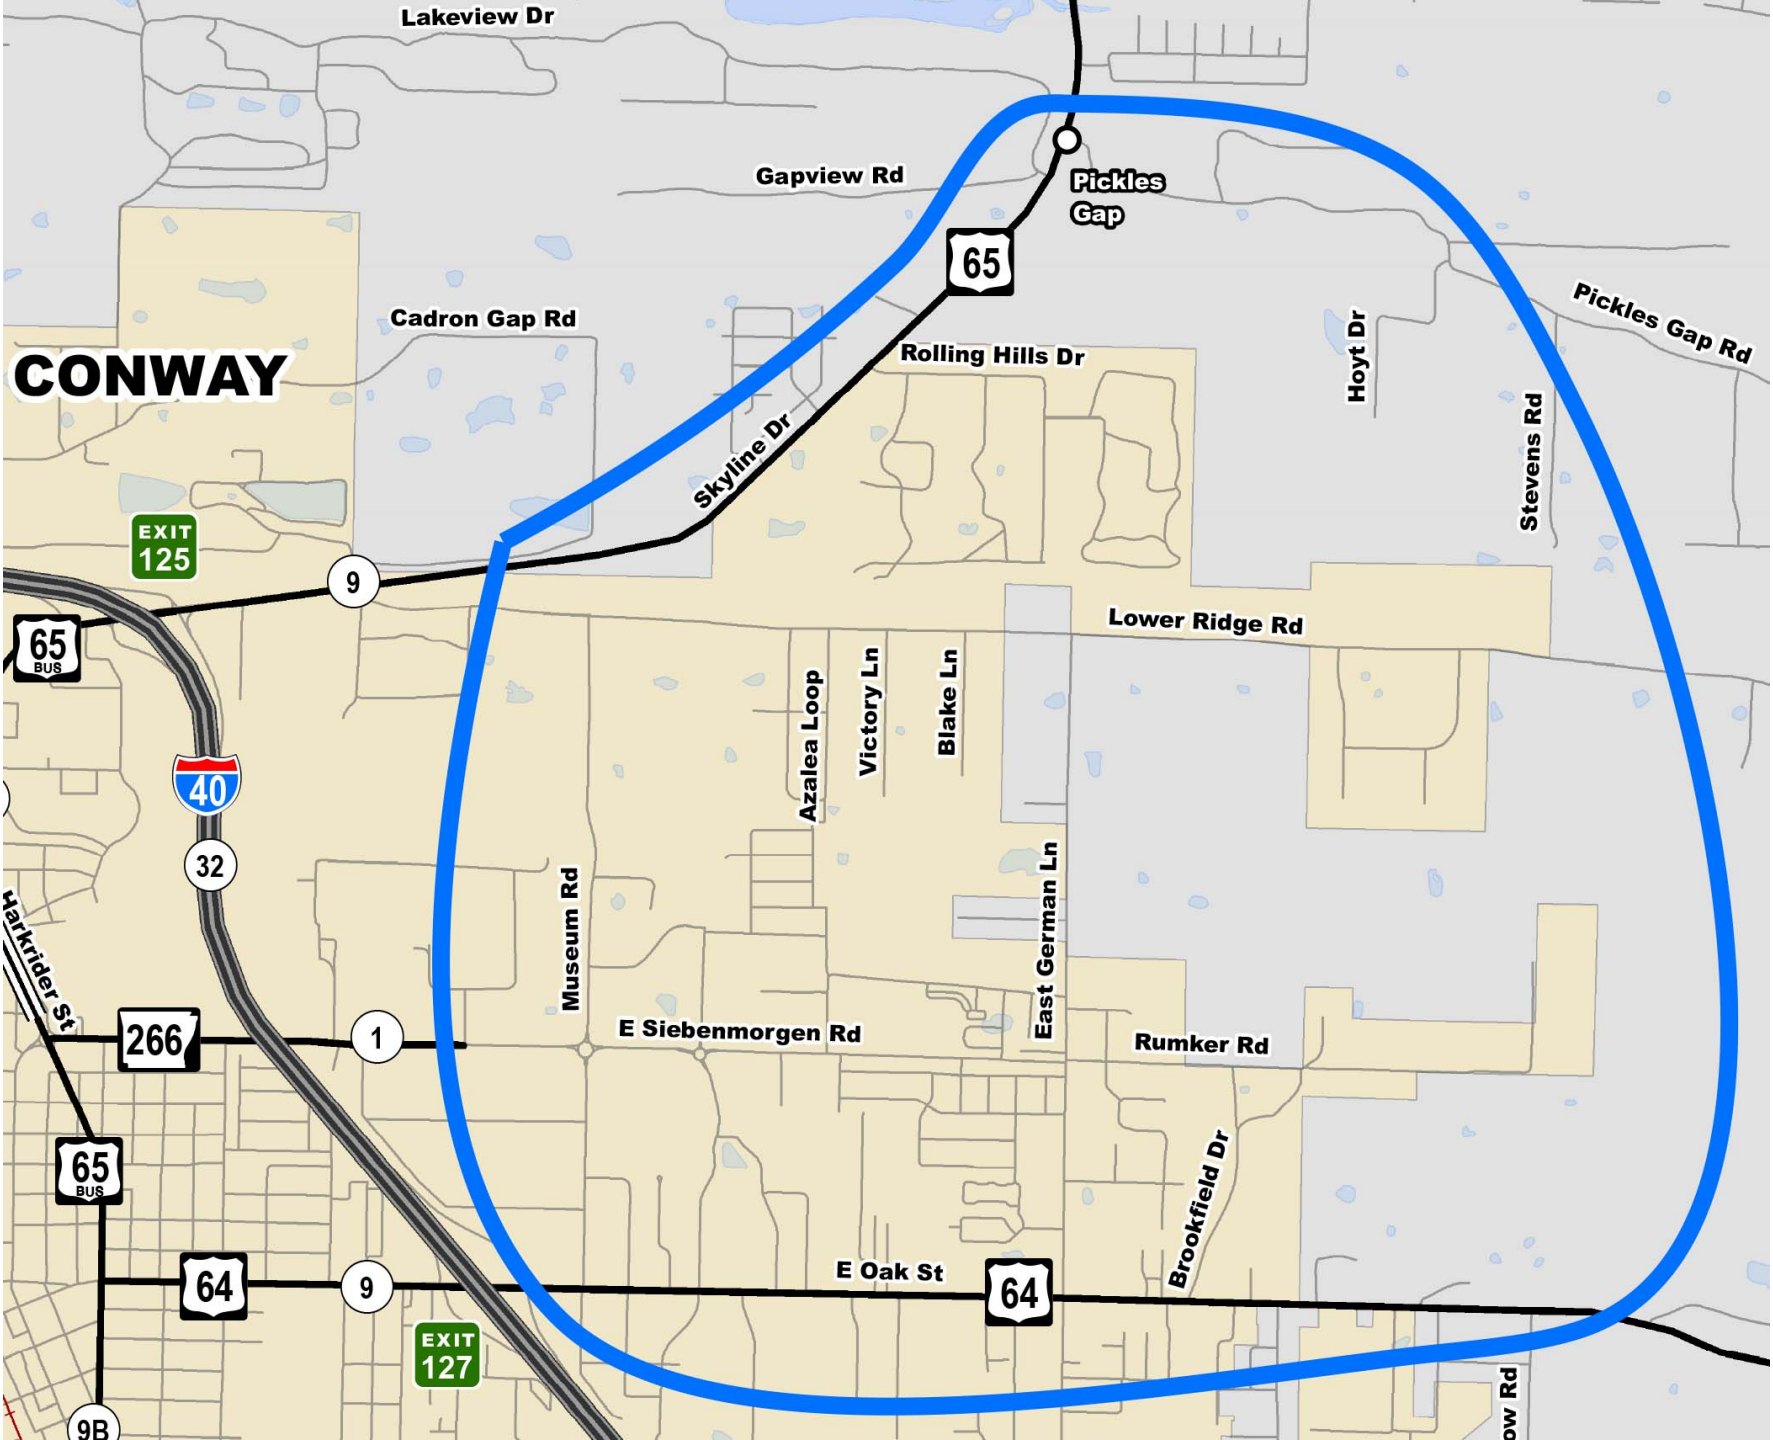 Lakeview Dr
Gapview Rd
Pickles
Gap
65
Cadron Gap Rd
Pickles Gap Rd
Rolling Hills Dr
Hoyt Dr
CONWAY
Skyline Dr
Stevens Rd
EXIT
125
9
65
BUS
Lower Ridge Rd
Azalea Loop
Victory Ln
Blake Ln
40
32
Harkrider St
Museum Rd
East German Ln
266
1
E Siebenmorgen Rd
Rumker Rd
65
BUS
Brookfield Dr
64
9
E Oak St
64
EXIT
127
ow Rd
9B